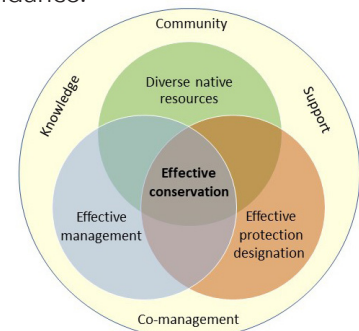 Community
Knowledge
Support
Diverse native
resources
Effective
conservation
Effective
management
Effective
protection
designation
Co-management